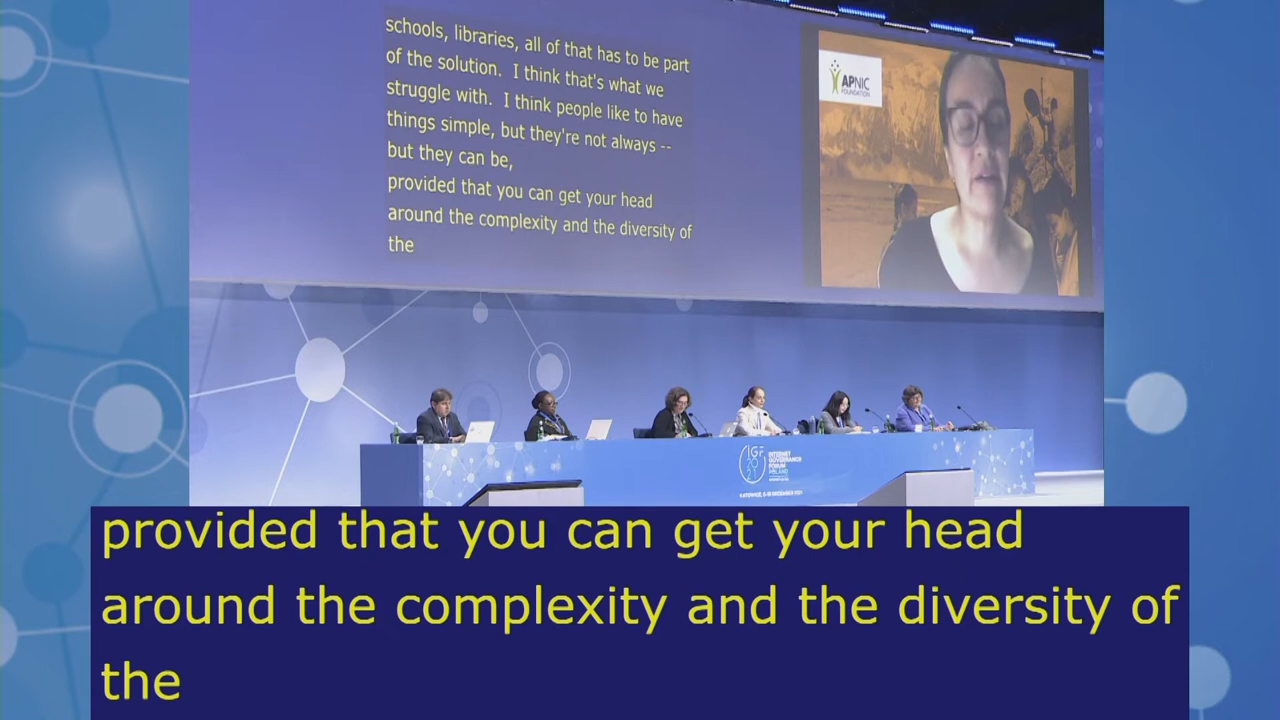 schools, libraries, all of that has to be part
of the solution.  I think that's what we
struggle with.  I think people like to have
things simple, but they're not always --
but they can be,
provided that you can get your head
around the complexity and the diversity of
the
APNIC
FOUNDATION
IGF
2021
INTERNET
GOVERNANCE
FORUM
POLAND
provided that you can get your head
around the complexity and the diversity of
the